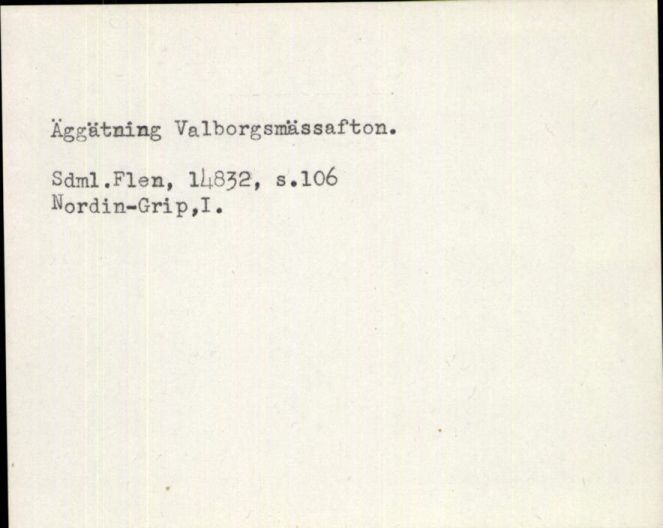 Äggätning Valborgsmässafton.
Sdml.Flen, 14832, s.106
Nordin-Grip,I.